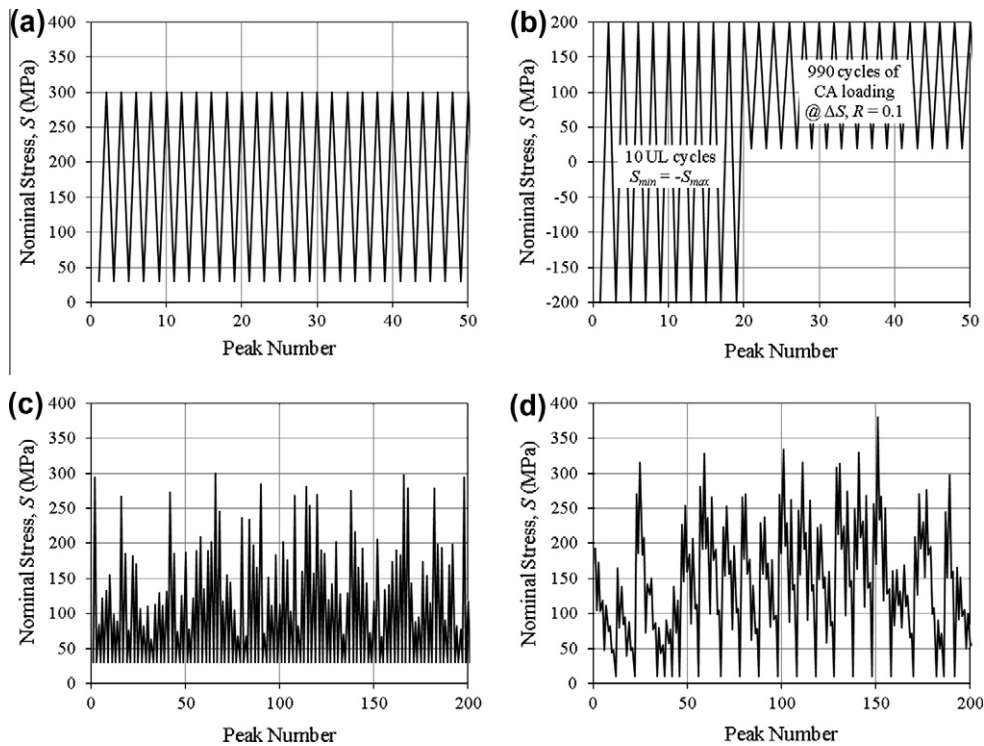 (a)
400
350
300
250
200
150
100
50
0
Nominal Stress, S (MPa)
0 10 20 30 40 50
Peak Number
(b)
200
150
100
50
0
-50
-100
-150
-200
Nominal Stress, S (MPa)
990 cycles of
CA loading
@ ΔS, R = 0.1
10 UL cycles
Smin = -Smax
0 10 20 30 40 50
Peak Number
(c)
400
350
300
250
200
150
100
50
0
Nominal Stress, S (MPa)
0 50 100 150 200
Peak Number
(d)
400
350
300
250
200
150
100
50
0
Nominal Stress, S (MPa)
0 50 100 150 200
Peak Number